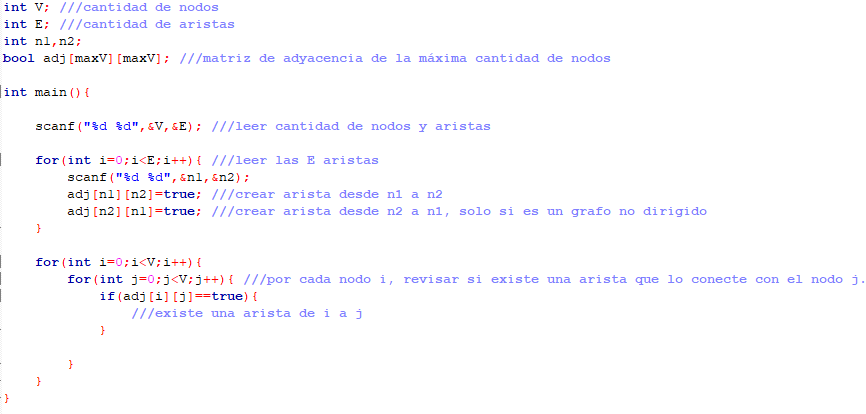 int V; ///cantidad de nodos
int E; ///cantidad de aristas
int n1,n2;
bool adj[maxV][maxV]; ///matriz de adyacencia de la máxima cantidad de nodos
int main(){
scanf("%d %d",&V,&E); ///leer cantidad de nodos y aristas
for(int i=0;i<E;i++){ ///leer las E aristas
scanf("%d %d",&n1,&n2);
adj[n1][n2]=true; ///crear arista desde n1 a n2
adj[n2][n1]=true; ///crear arista desde n2 a n1, solo si es un grafo no dirigido
}
for(int i=0;i<V;i++){
for(int j=0;j<V;j++){ ///por cada nodo i, revisar si existe una arista que lo conecte con el nodo j.
if(adj[i][j]==true){
///existe una arista de i a j
}
}
}
}